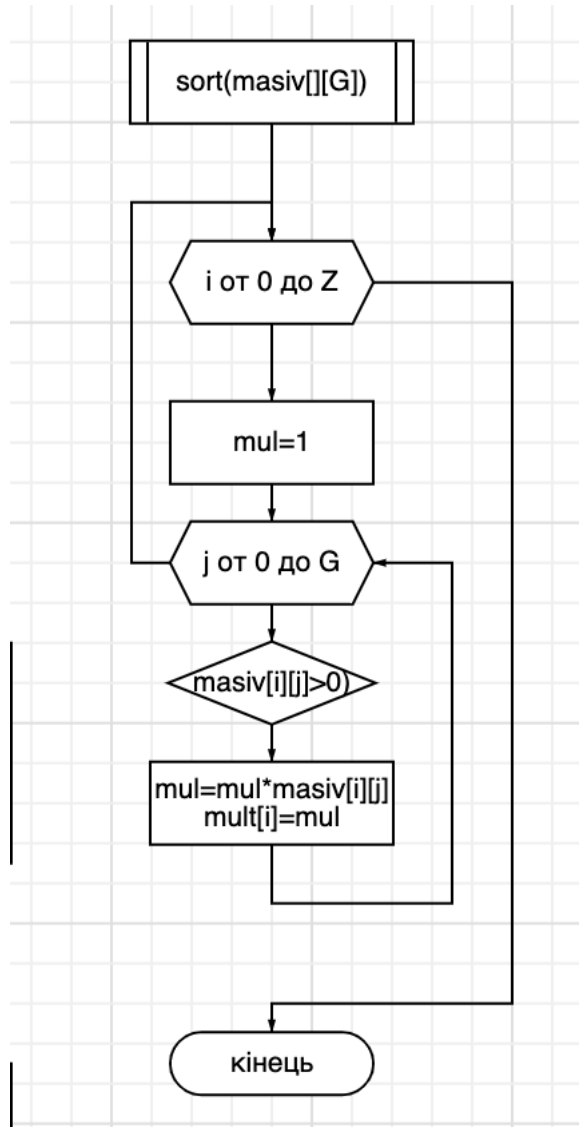 sort(masiv[][G])
i от 0 до Z
mul=1
j от 0 до G
masiv[i][j]>0)
mul=mul*masiv[i][j]
mult[i]=mul
кінець